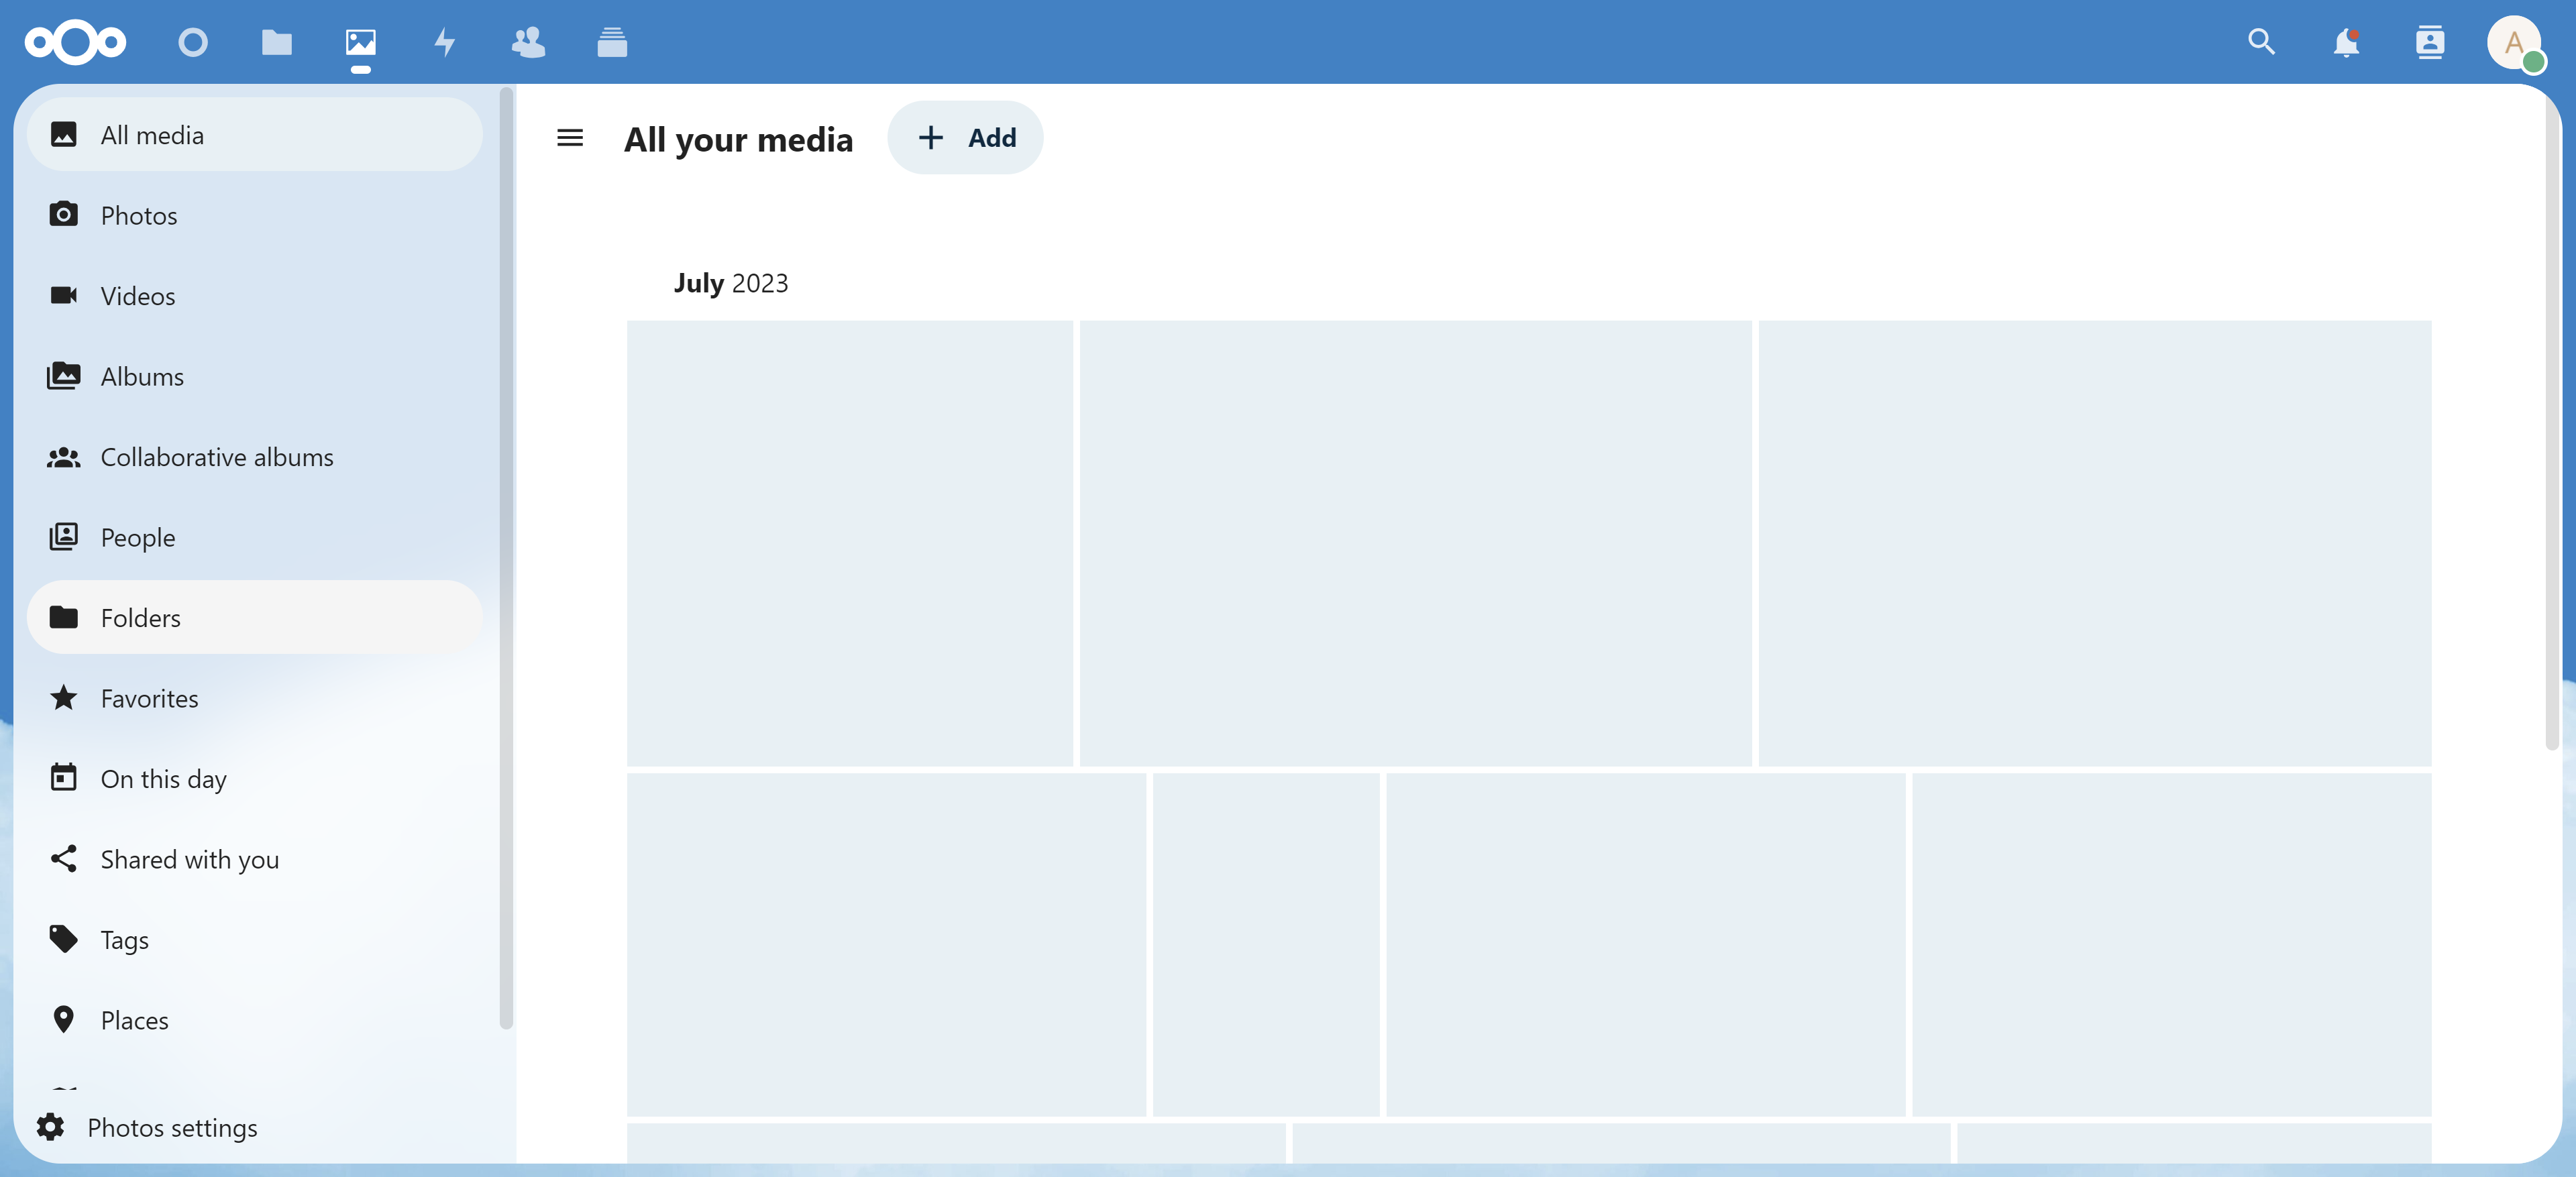 A
All media
Photos
Videos
Albums
Collaborative albums
People
Folders
Favorites
On this day
Shared with you
Tags
Places
Photos settings
All your media
Add
July 2023